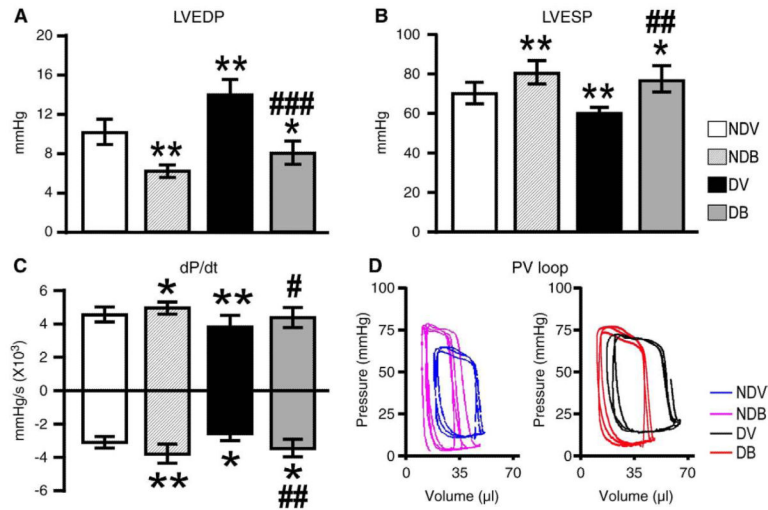 A
LVEDP
mmHg
20
16
12
8
4
0
**
**
###
*
B
LVESP
mmHg
100
80
60
40
20
0
**
**
##
*
NDV
NDB
DV
DB
C
dP/dt
mmHg/s (X10³)
6
4
2
0
-2
-4
-6
*
**
#
**
*
*
##
D
PV loop
Pressure (mmHg)
100
75
50
25
0
0 35 70
Volume (µl)
Pressure (mmHg)
100
75
50
25
0
0 35 70
Volume (µl)
NDV
NDB
DV
DB